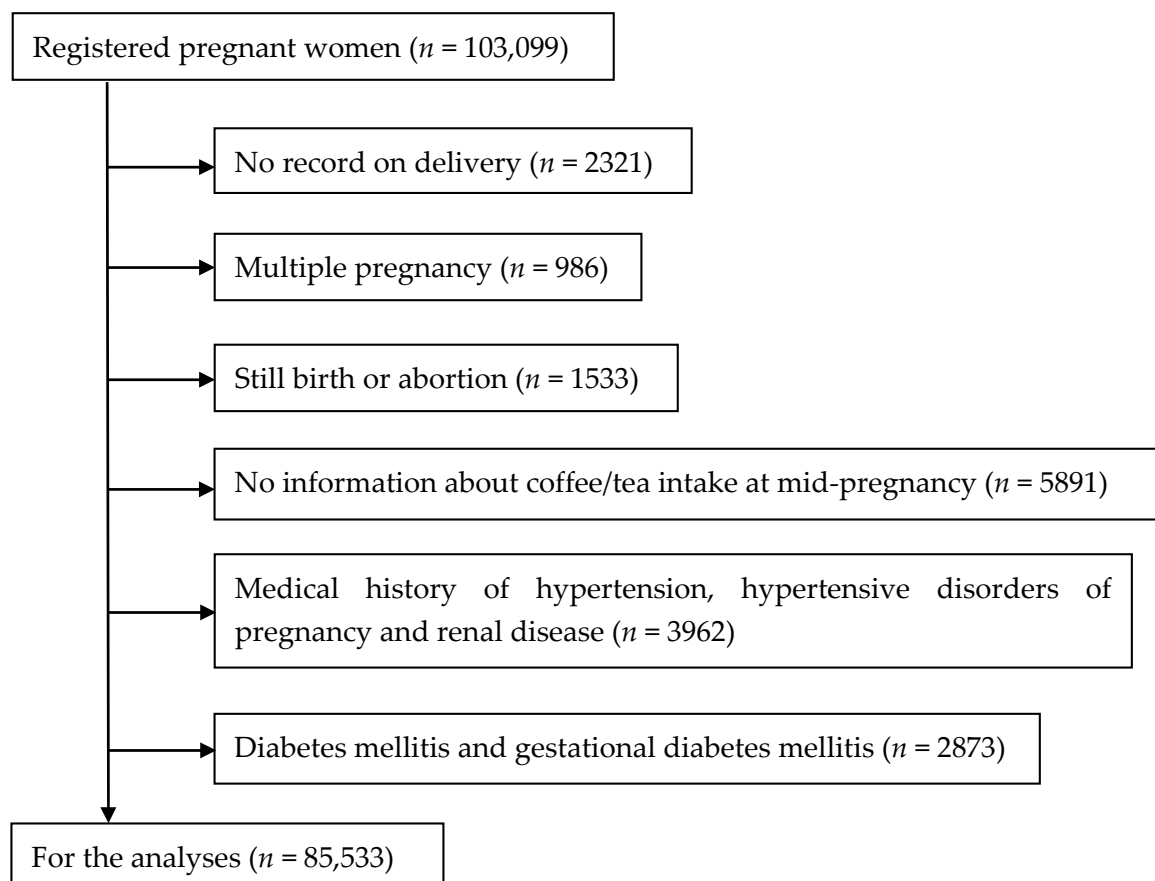 Registered pregnant women (n = 103,099)
No record on delivery (n = 2321)
Multiple pregnancy (n = 986)
Still birth or abortion (n = 1533)
No information about coffee/tea intake at mid-pregnancy (n = 5891)
Medical history of hypertension, hypertensive disorders of
pregnancy and renal disease (n = 3962)
Diabetes mellitis and gestational diabetes mellitis (n = 2873)
For the analyses (n = 85,533)